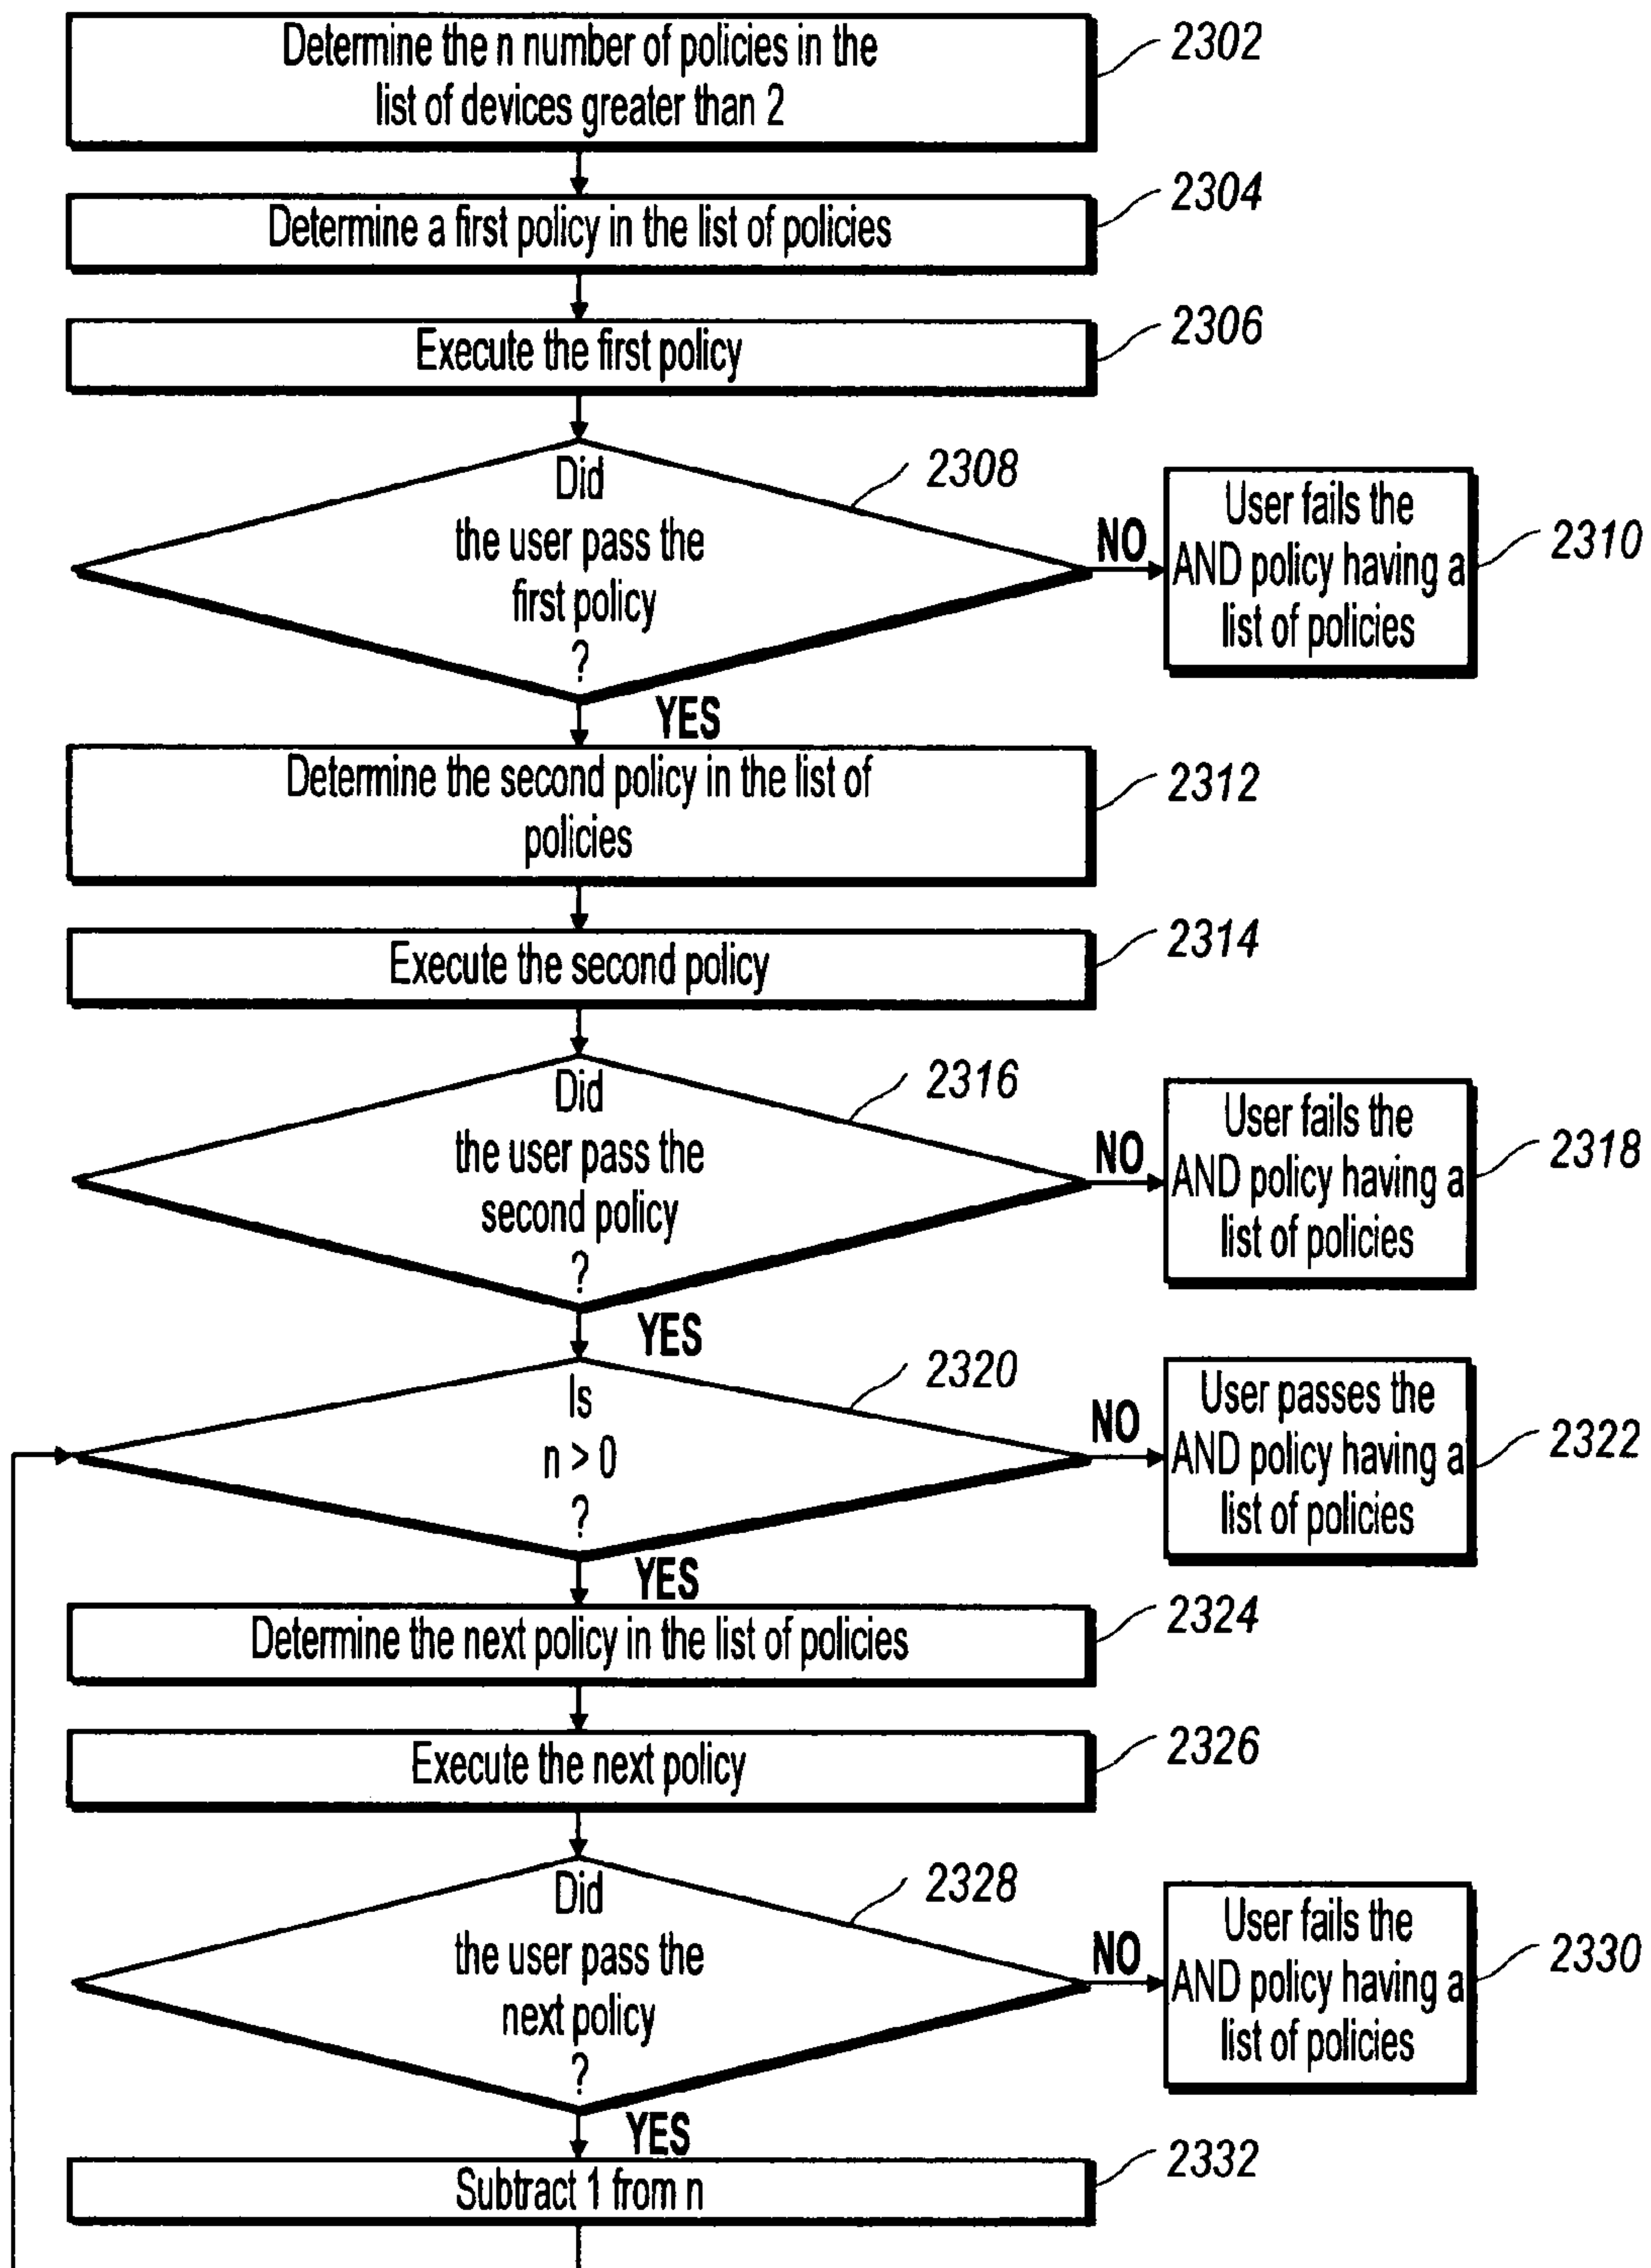 Determine the n number of policies in the
list of devices greater than 2
2302
Determine a first policy in the list of policies
2304
Execute the first policy
2306
Did
the user pass the
first policy
?
2308
NO
User fails the
AND policy having a
list of policies
2310
YES
Determine the second policy in the list of
policies
2312
Execute the second policy
2314
Did
the user pass the
second policy
?
2316
NO
User fails the
AND policy having a
list of policies
2318
YES
Is
n > 0
?
2320
NO
User passes the
AND policy having a
list of policies
2322
YES
Determine the next policy in the list of policies
2324
Execute the next policy
2326
Did
the user pass the
next policy
?
2328
NO
User fails the
AND policy having a
list of policies
2330
YES
Subtract 1 from n
2332